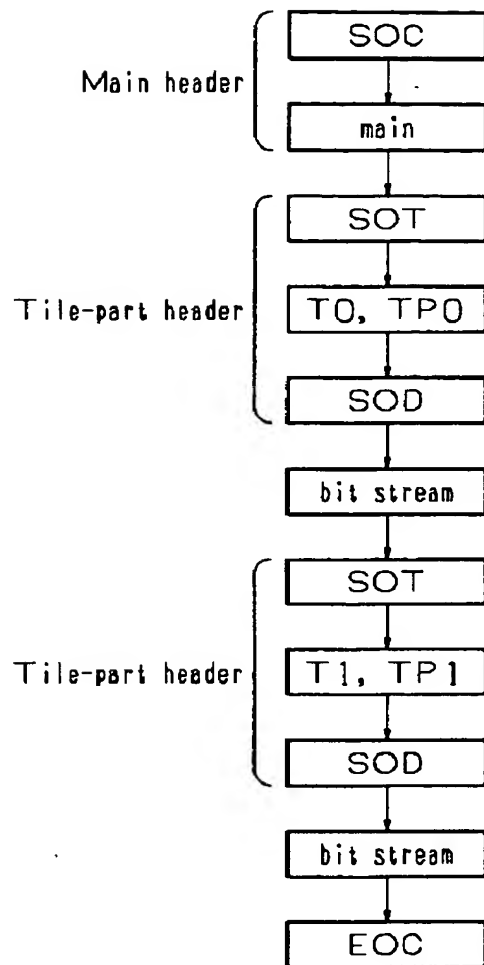 SOC
Main header
main
SOT
Tile-part header
T0, TP0
SOD
bit stream
SOT
Tile-part header
T1, TP1
SOD
bit stream
EOC